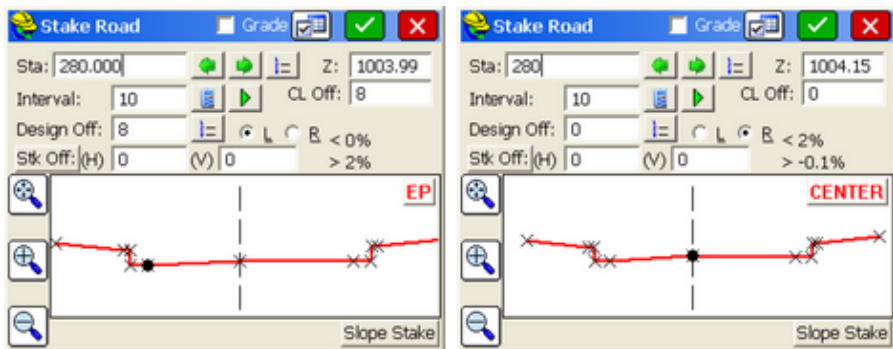 Stake Road Grade
Sta: 280.000 Z: 1003.99
Interval: 10 CL Off: 8
Design Off: 8 L R < 0%
Stk Off: (H) 0 (V) 0 > 2%
EP
Slope Stake
Stake Road Grade
Sta: 280 Z: 1004.15
Interval: 10 CL Off: 0
Design Off: 0 L R < 2%
Stk Off: (H) 0 (V) 0 > -0.1%
CENTER
Slope Stake